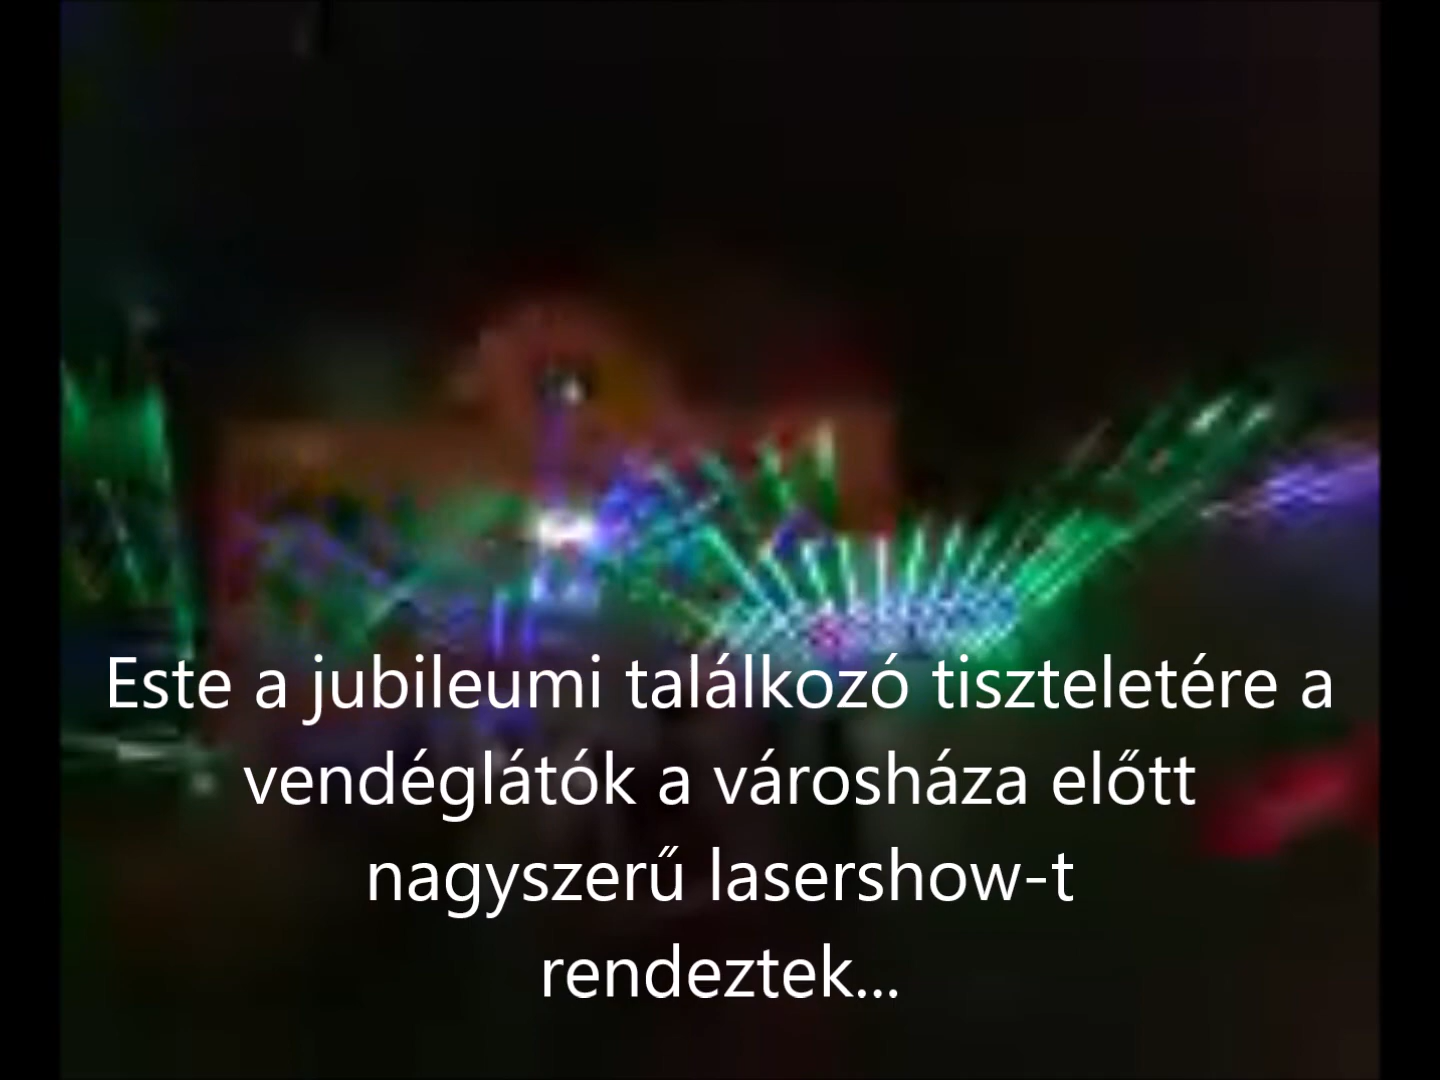 Este a jubileumi találkozó tiszteletére a
vendéglátók a városháza előtt
nagyszerű lasershow-t
rendeztek...